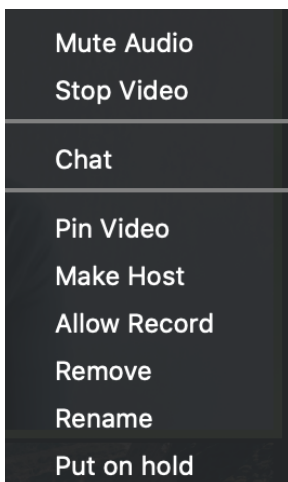 Mute Audio
Stop Video
Chat
Pin Video
Make Host
Allow Record
Remove
Rename
Put on hold